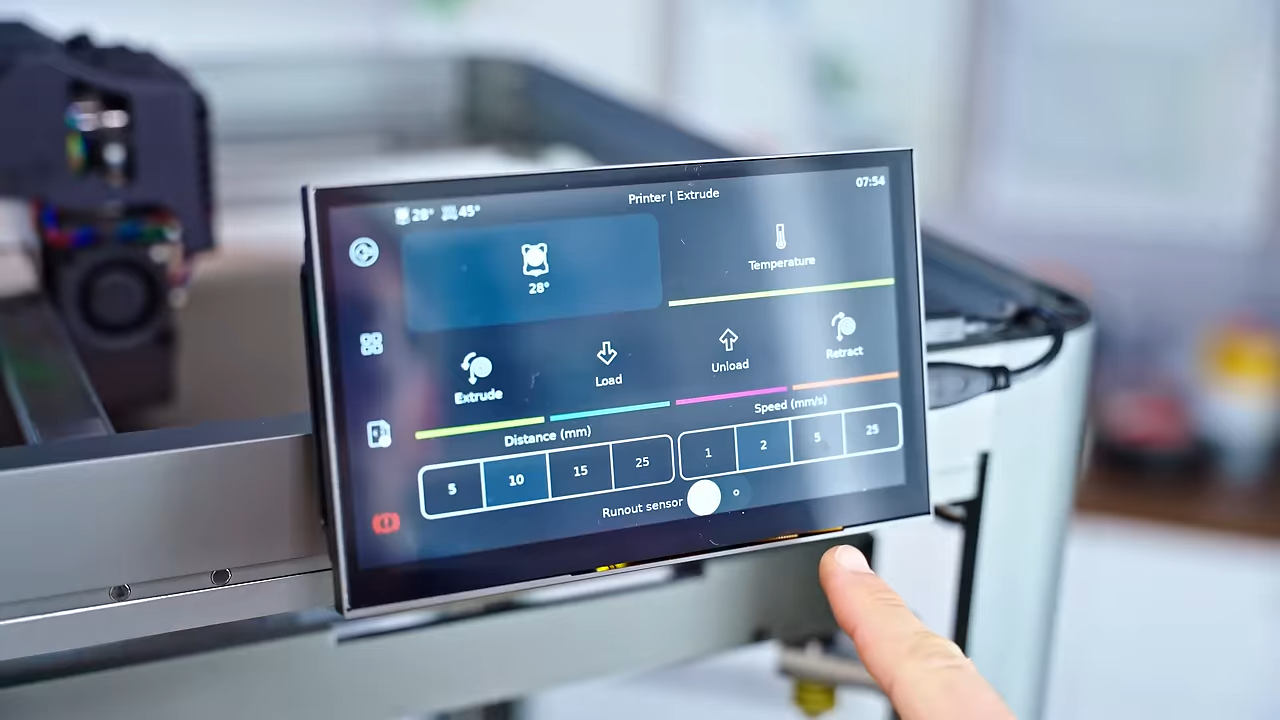 Printer | Extrude
07:54
28° 45°
28°
Temperature
Extrude
Load
Unload
Retract
Distance (mm)
Speed (mm/s)
5 10 15 25
1 2 5 25
Runout sensor